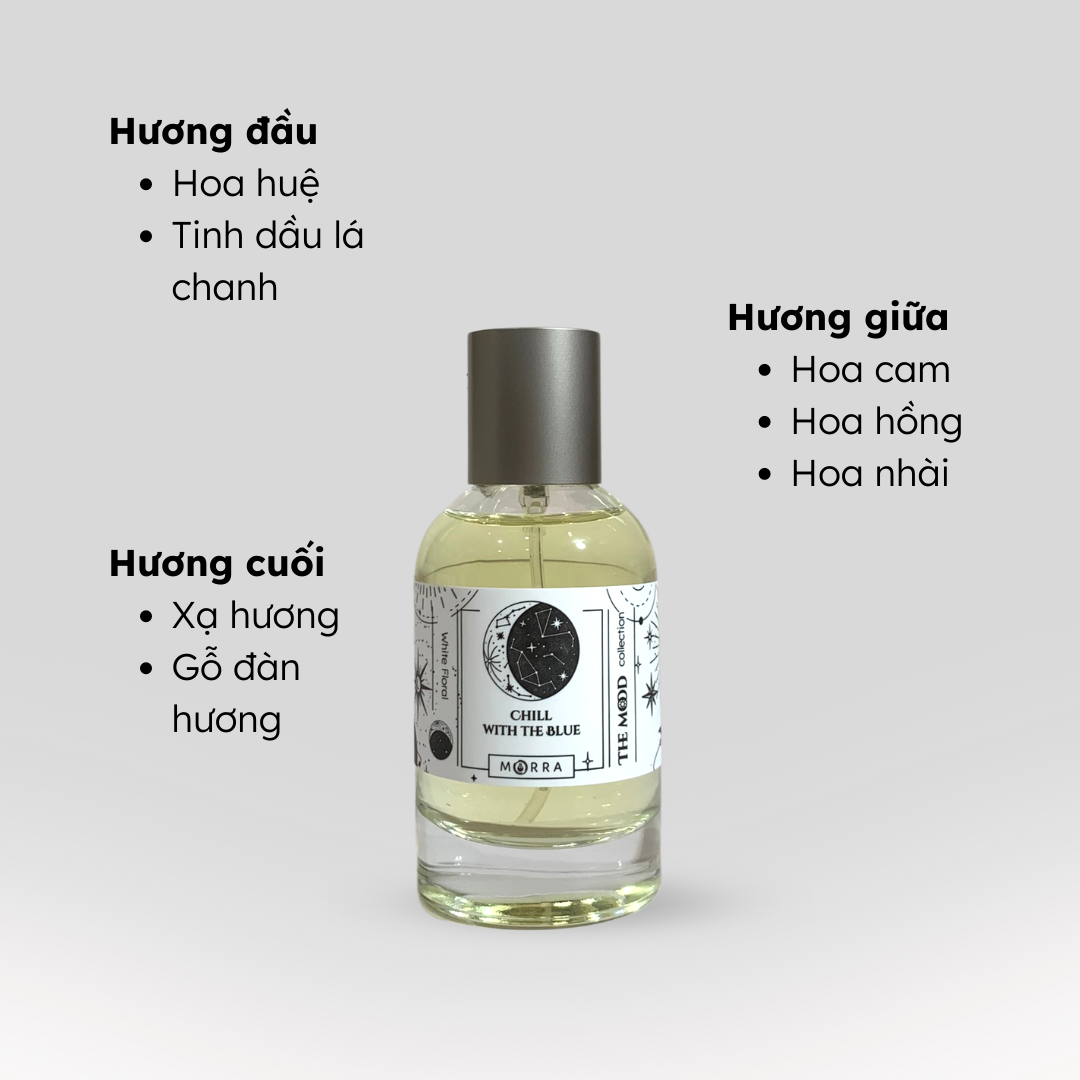 Hương đầu
• Hoa huệ
• Tinh dầu lá
chanh
Hương giữa
• Hoa cam
• Hoa hồng
• Hoa nhài
Hương cuối
• Xạ hương
• Gỗ đàn
hương
White Floral
CHILL
WITH THE BLUE
MORRA
THE MOOD collection